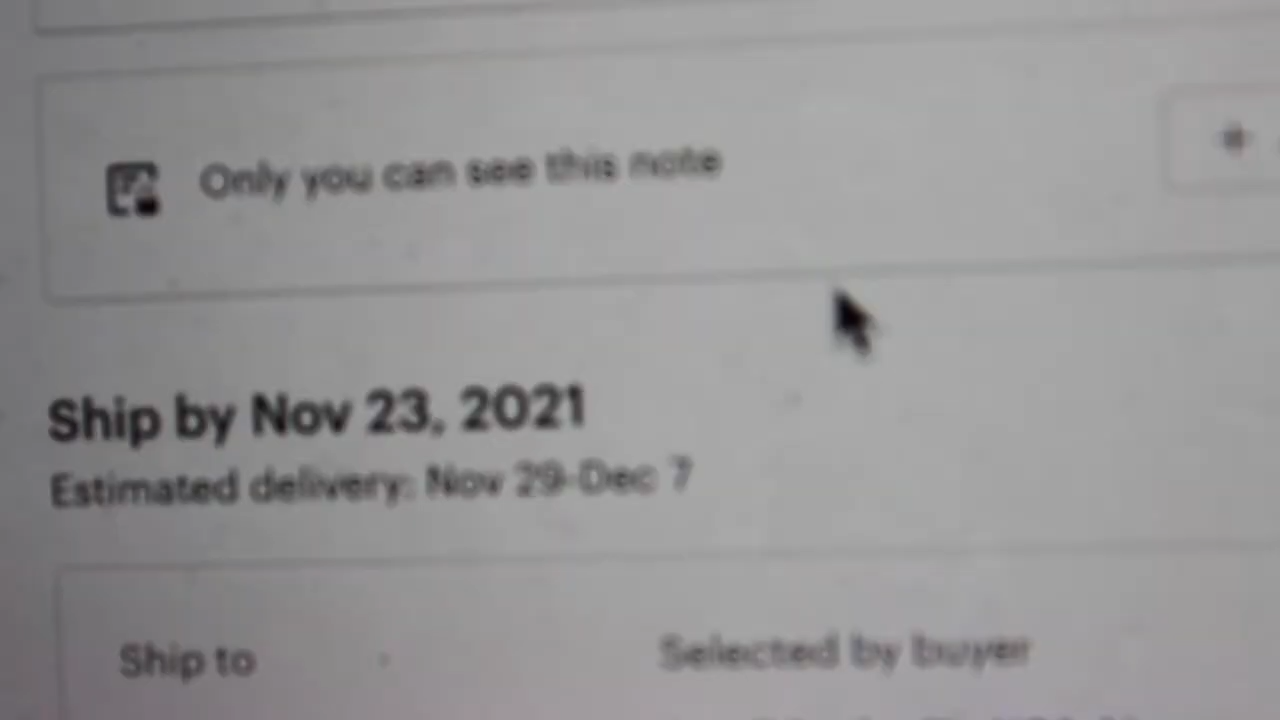 Only you can see this note
Ship by Nov 23, 2021
Estimated delivery: Nov 29-Dec 7
Ship to
Selected by buyer